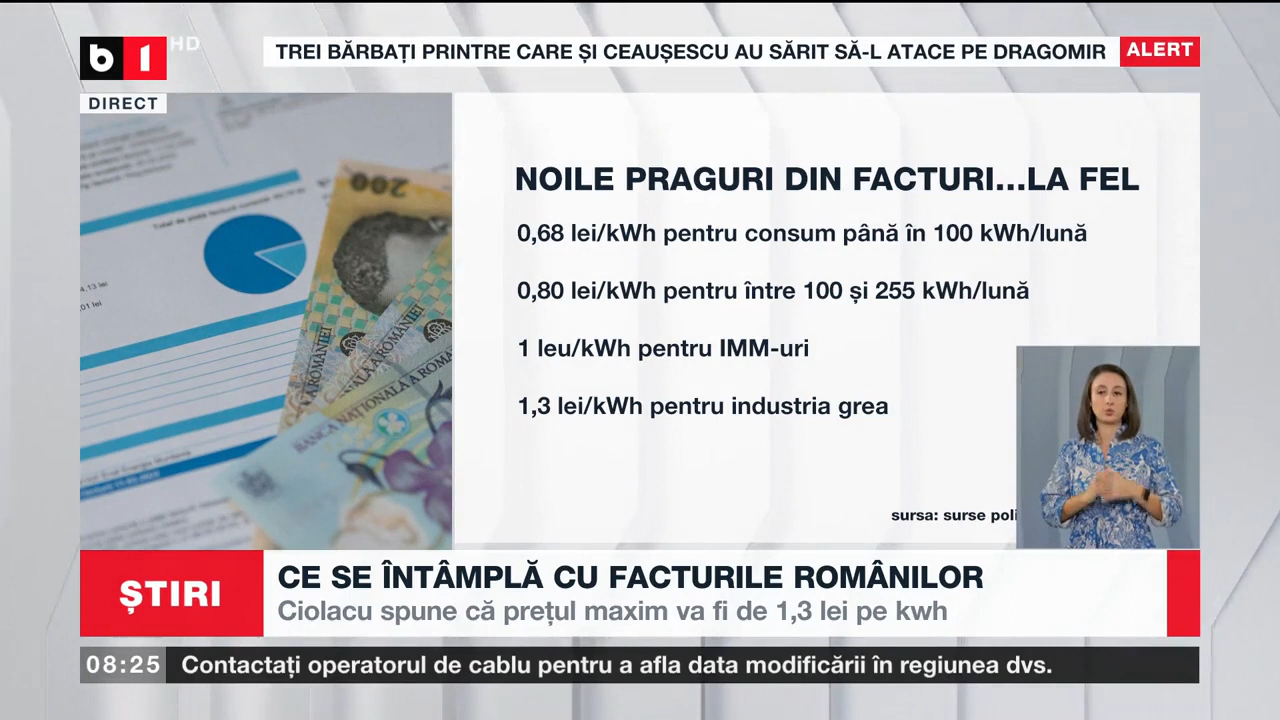 b1
HD
TREI BĂRBAȚI PRINTRE CARE ȘI CEAUȘESCU AU SĂRIT SĂ-L ATACE PE DRAGOMIR
ALERT
DIRECT
NOILE PRAGURI DIN FACTURI...LA FEL
0,68 lei/kWh pentru consum până în 100 kWh/lună
0,80 lei/kWh pentru între 100 și 255 kWh/lună
1 leu/kWh pentru IMM-uri
1,3 lei/kWh pentru industria grea
sursa: surse poli
200
BANCA NAȚIONALĂ A ROMÂNIEI
ȘTIRI
CE SE ÎNTÂMPLĂ CU FACTURILE ROMÂNILOR
Ciolacu spune că prețul maxim va fi de 1,3 lei pe kwh
08:25
Contactați operatorul de cablu pentru a afla data modificării în regiunea dvs.